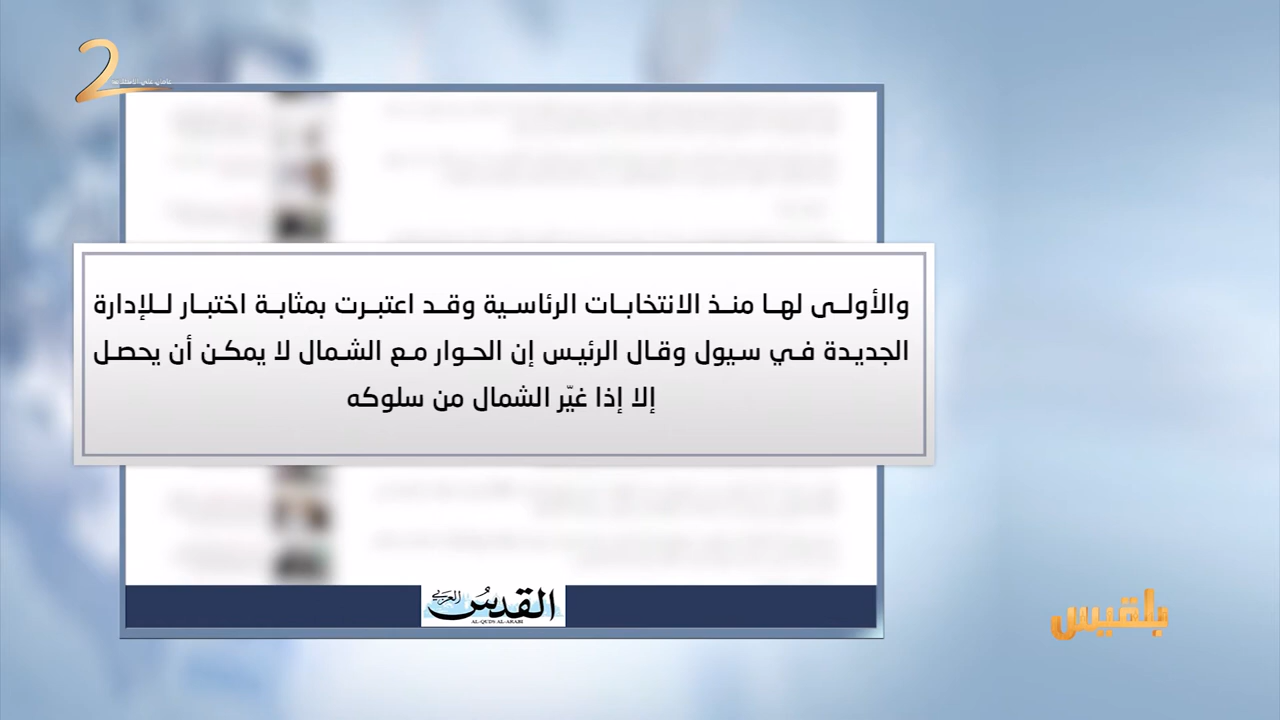 2
والأولى لها منذ الانتخابات الرئاسية وقد اعتبرت بمثابة اختبار للإدارة
الجديدة في سيول وقال الرئيس إن الحوار مع الشمال لا يمكن أن يحصل
إلا إذا غيّر الشمال من سلوكه
القدس العربي
AL-QUDS AL-ARABI
بلقيس